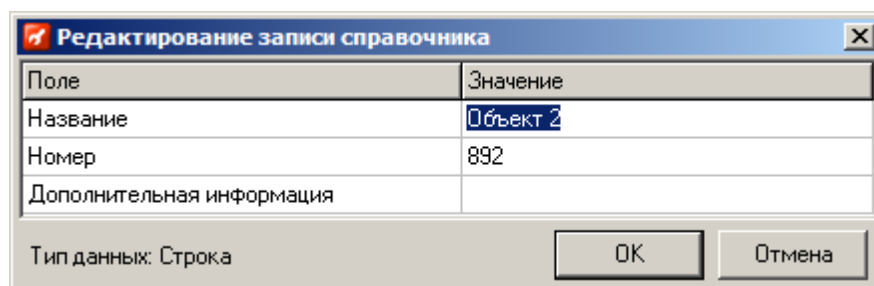 Редактирование записи справочника
Поле Значение
Название Объект 2
Номер 892
Дополнительная информация
Тип данных: Строка OK Отмена